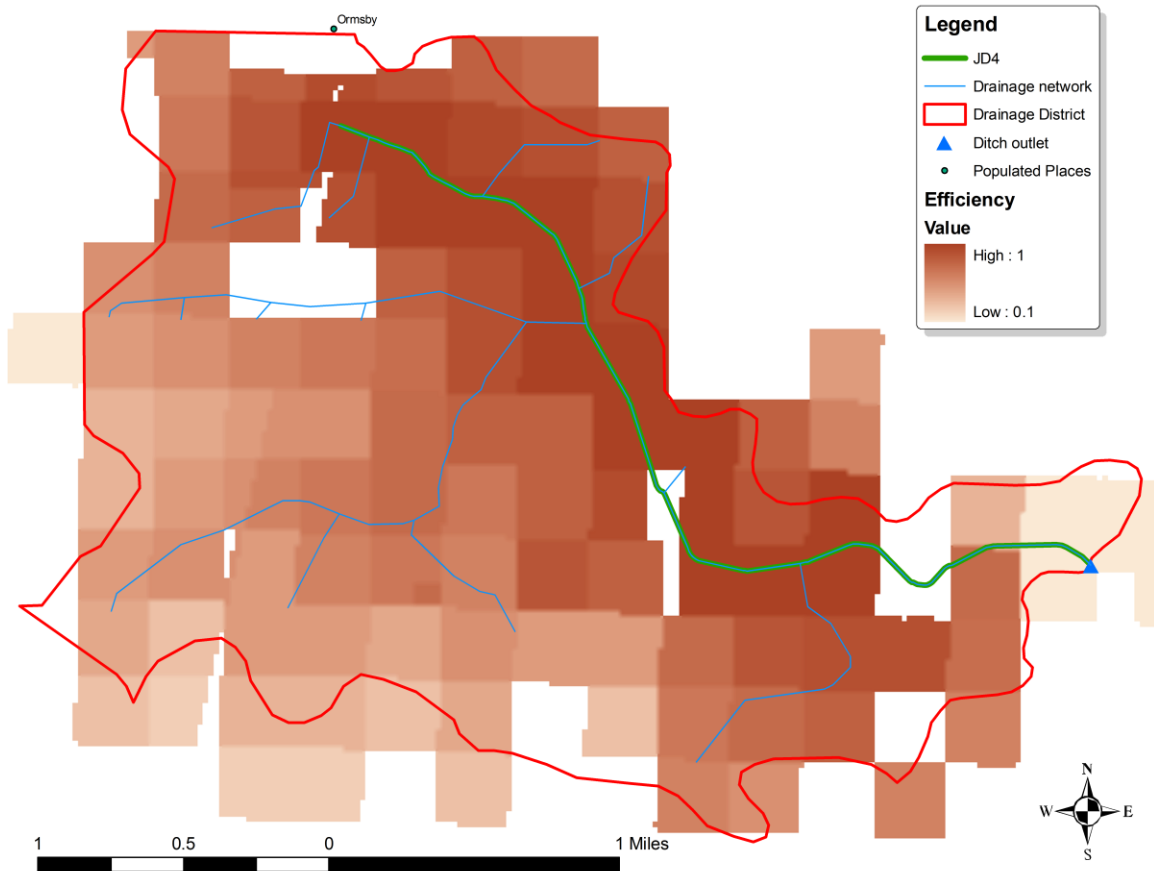 Ormsby
Legend
JD4
Drainage network
Drainage District
Ditch outlet
Populated Places
Efficiency
Value
High : 1
Low : 0.1
N
W E
S
1 0.5 0 1 Miles